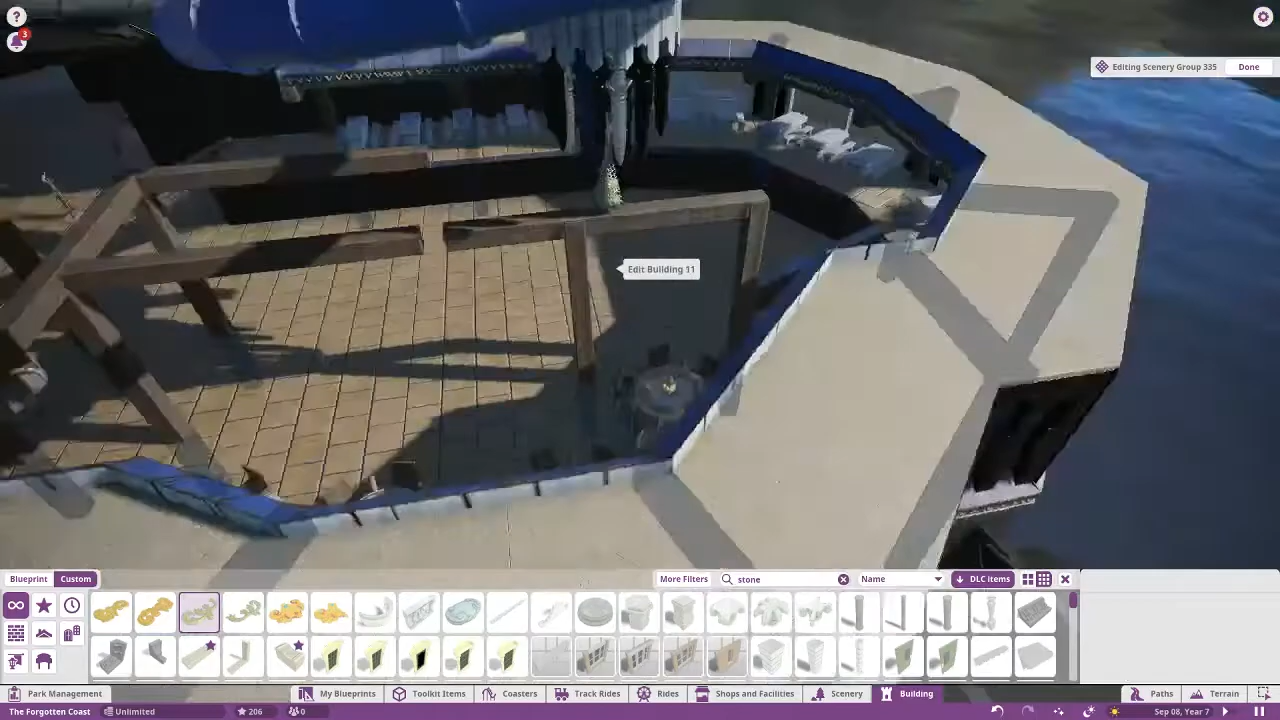 ?
3
Editing Scenery Group 335
Done
Edit Building 11
Blueprint
Custom
More Filters
stone
Name
DLC items
Park Management
My Blueprints
Toolkit Items
Coasters
Track Rides
Rides
Shops and Facilities
Scenery
Building
Paths
Terrain
The Forgotten Coast
Unlimited
206
0
Sep 08, Year 7